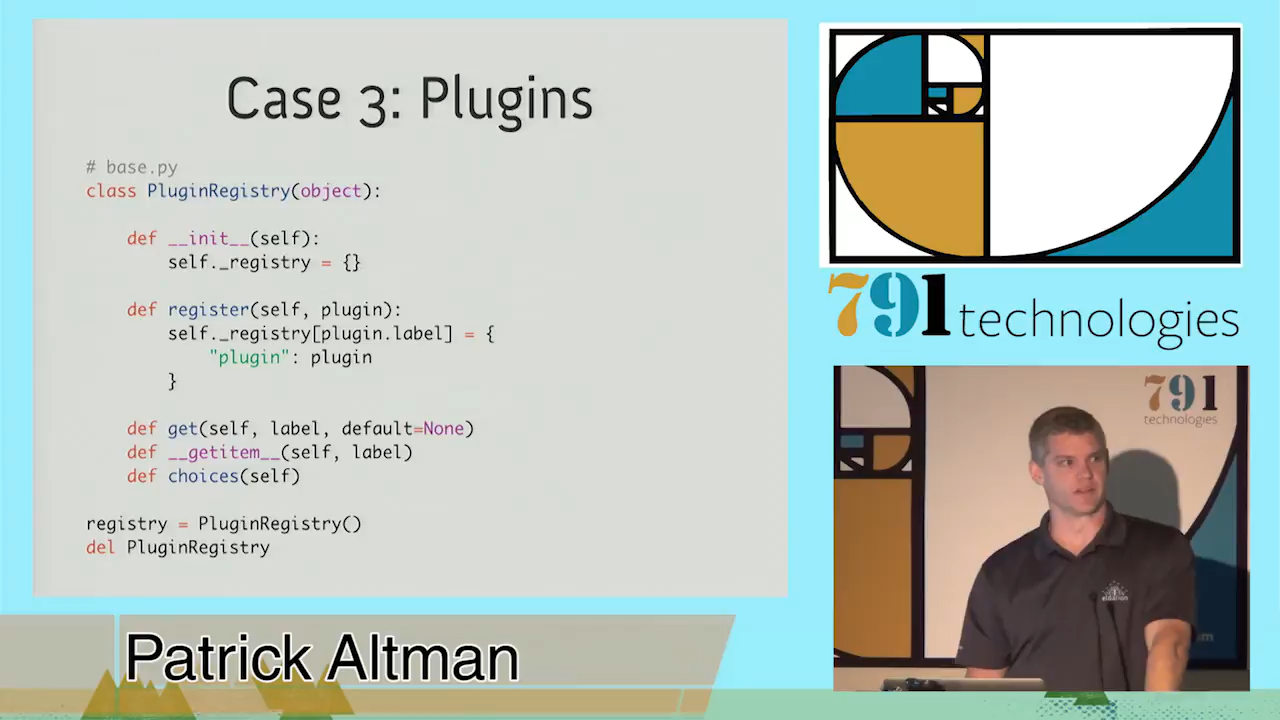 Case 3: Plugins
# base.py
class PluginRegistry(object):
def __init__(self):
self._registry = {}
def register(self, plugin):
self._registry[plugin.label] = {
"plugin": plugin
}
def get(self, label, default=None)
def __getitem__(self, label)
def choices(self)
registry = PluginRegistry()
del PluginRegistry
791 technologies
791
technologies
eldarion
Patrick Altman